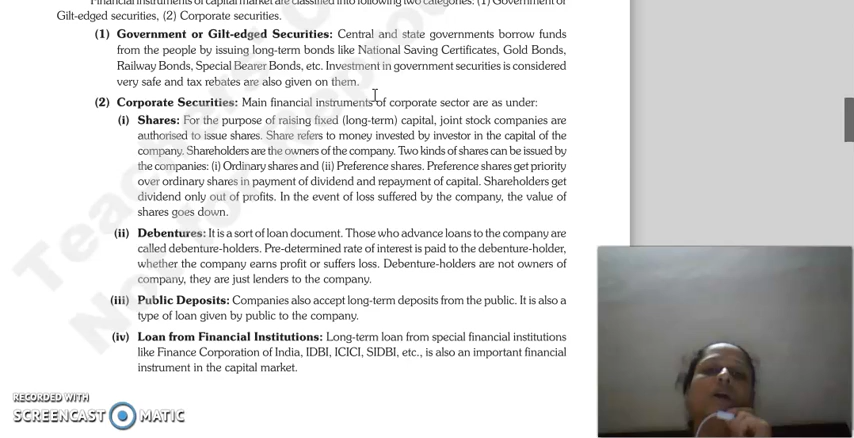 Financial instruments of capital market are classified into following two categories: (1) Government or
Gilt-edged securities, (2) Corporate securities.
(1) Government or Gilt-edged Securities: Central and state governments borrow funds
from the people by issuing long-term bonds like National Saving Certificates, Gold Bonds,
Railway Bonds, Special Bearer Bonds, etc. Investment in government securities is considered
very safe and tax rebates are also given on them.
(2) Corporate Securities: Main financial instruments of corporate sector are as under:
(i) Shares: For the purpose of raising fixed (long-term) capital, joint stock companies are
authorised to issue shares. Share refers to money invested by investor in the capital of the
company. Shareholders are the owners of the company. Two kinds of shares can be issued by
the companies: (i) Ordinary shares and (ii) Preference shares. Preference shares get priority
over ordinary shares in payment of dividend and repayment of capital. Shareholders get
dividend only out of profits. In the event of loss suffered by the company, the value of
shares goes down.
(ii) Debentures: It is a sort of loan document. Those who advance loans to the company are
called debenture-holders. Pre-determined rate of interest is paid to the debenture-holder,
whether the company earns profit or suffers loss. Debenture-holders are not owners of
company, they are just lenders to the company.
(iii) Public Deposits: Companies also accept long-term deposits from the public. It is also a
type of loan given by public to the company.
(iv) Loan from Financial Institutions: Long-term loan from special financial institutions
like Finance Corporation of India, IDBI, ICICI, SIDBI, etc., is also an important financial
instrument in the capital market.
RECORDED WITH
SCREENCAST MATIC